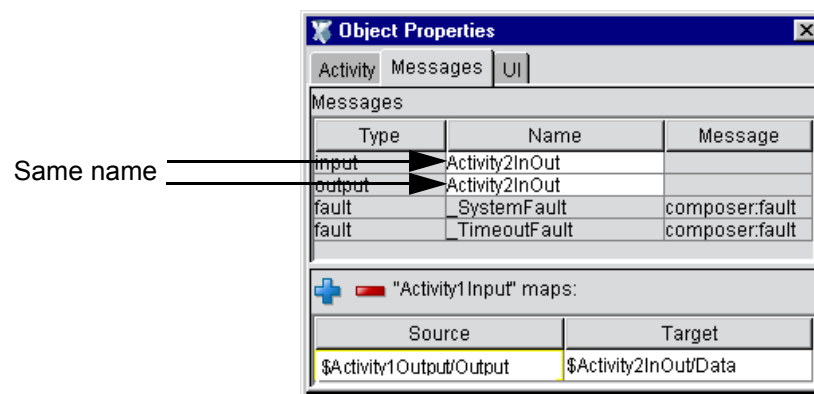 Object Properties
Activity Messages UI
Messages
Type Name Message
Same name
input Activity2InOut
output Activity2InOut
fault _SystemFault composer:fault
fault _TimeoutFault composer:fault
"Activity1Input" maps:
Source Target
$Activity1Output/Output $Activity2InOut/Data